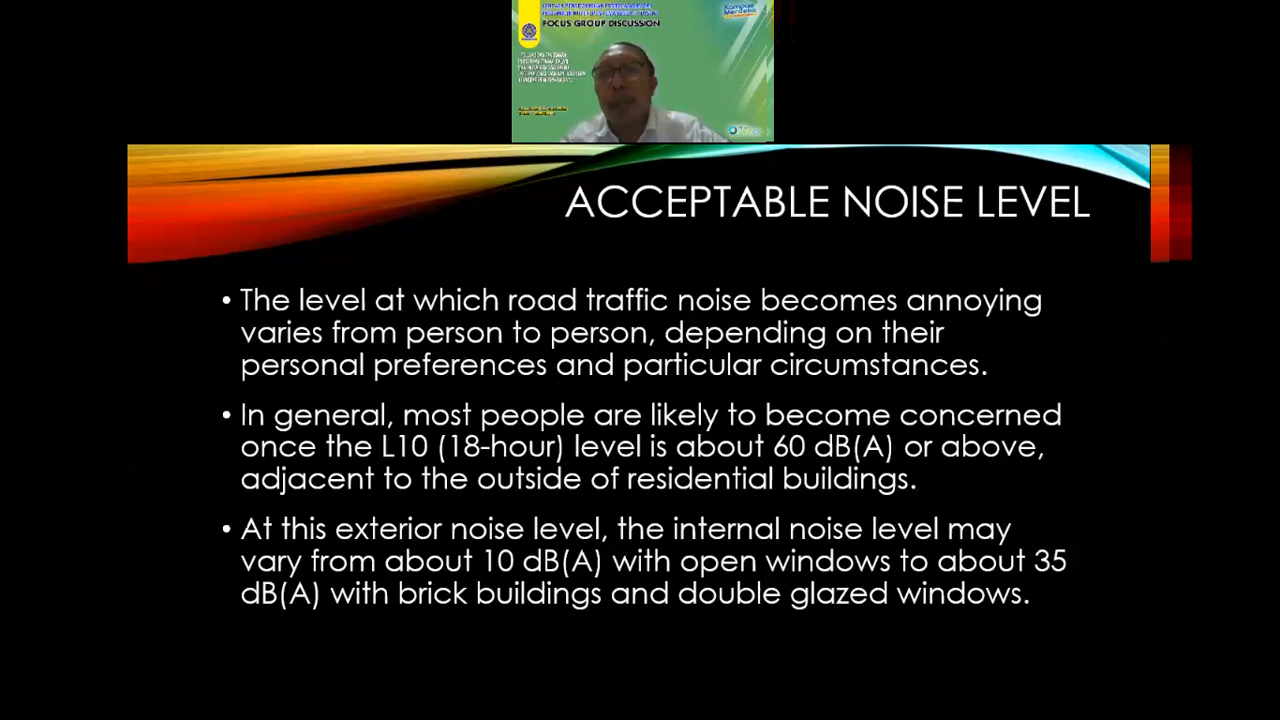 FOCUS GROUP DISCUSSION
Kampus
Merdeka
ACCEPTABLE NOISE LEVEL
• The level at which road traffic noise becomes annoying
varies from person to person, depending on their
personal preferences and particular circumstances.
• In general, most people are likely to become concerned
once the L10 (18-hour) level is about 60 dB(A) or above,
adjacent to the outside of residential buildings.
• At this exterior noise level, the internal noise level may
vary from about 10 dB(A) with open windows to about 35
dB(A) with brick buildings and double glazed windows.